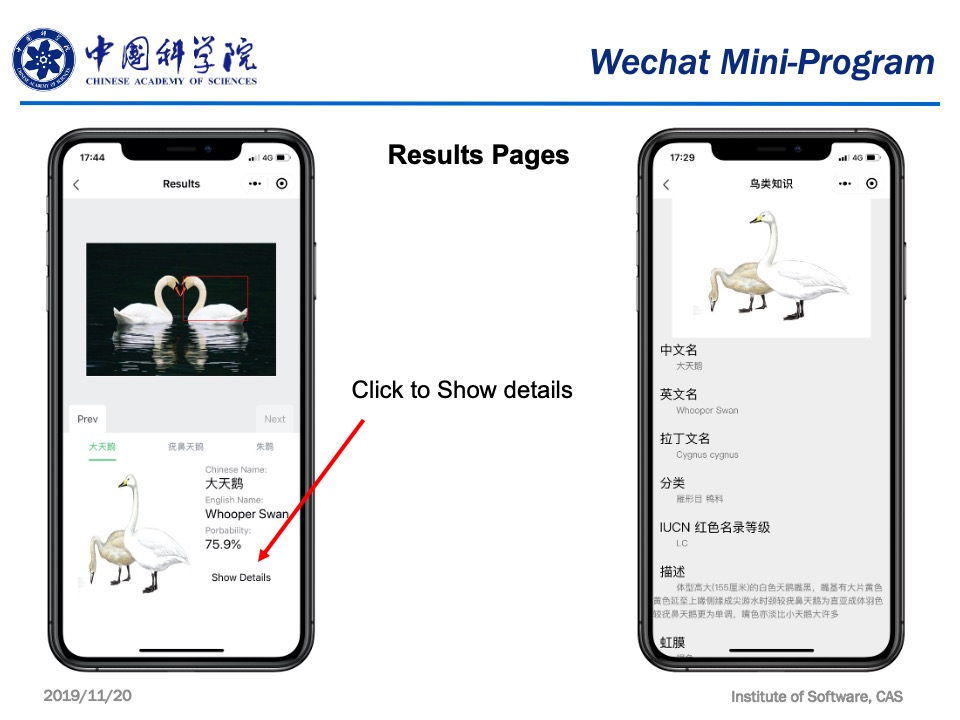 中国科学院
CHINESE ACADEMY OF SCIENCES
Wechat Mini-Program
Results Pages
17:44
4G
Results
Prev
Next
大天鹅
疣鼻天鹅
朱鹮
Chinese Name:
大天鹅
English Name:
Whooper Swan
Porbability:
75.9%
Show Details
Click to Show details
17:29
4G
鸟类知识
中文名
大天鹅
英文名
Whooper Swan
拉丁文名
Cygnus cygnus
分类
雁形目 鸭科
IUCN 红色名录等级
LC
描述
体型高大(155厘米)的白色天鹅嘴黑，嘴基有大片黄色
黄色延至上喙侧缘成尖游水时颈较疣鼻天鹅为直亚成体羽色
较疣鼻天鹅更为单调，嘴色亦淡比小天鹅大许多
虹膜
2019/11/20
Institute of Software, CAS